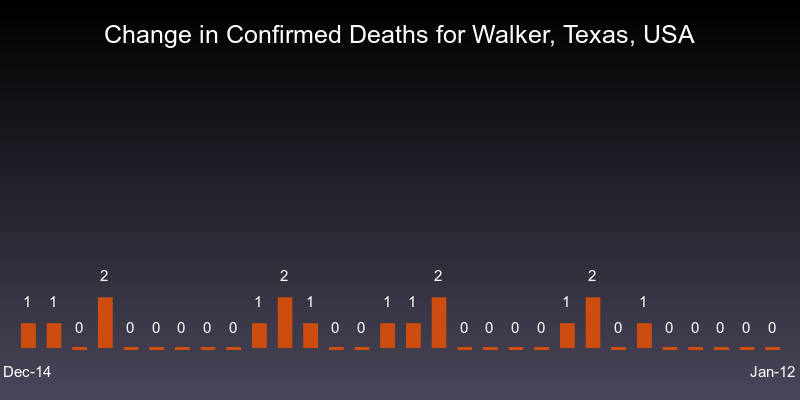 Change in Confirmed Deaths for Walker, Texas, USA
1 1 0 2 0 0 0 0 0 1 2 1 0 0 1 1 2 0 0 0 0 1 2 0 1 0 0 0 0 0
Dec-14 Jan-12